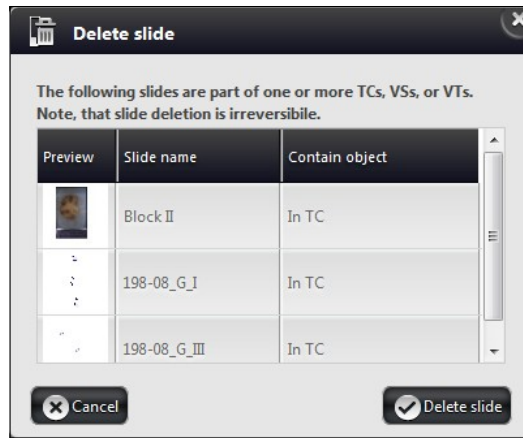 Delete slide
The following slides are part of one or more TCs, VSs, or VTs.
Note, that slide deletion is irreversibile.
Preview Slide name Contain object
Block II In TC
198-08_G_I In TC
198-08_G_III In TC
Cancel Delete slide